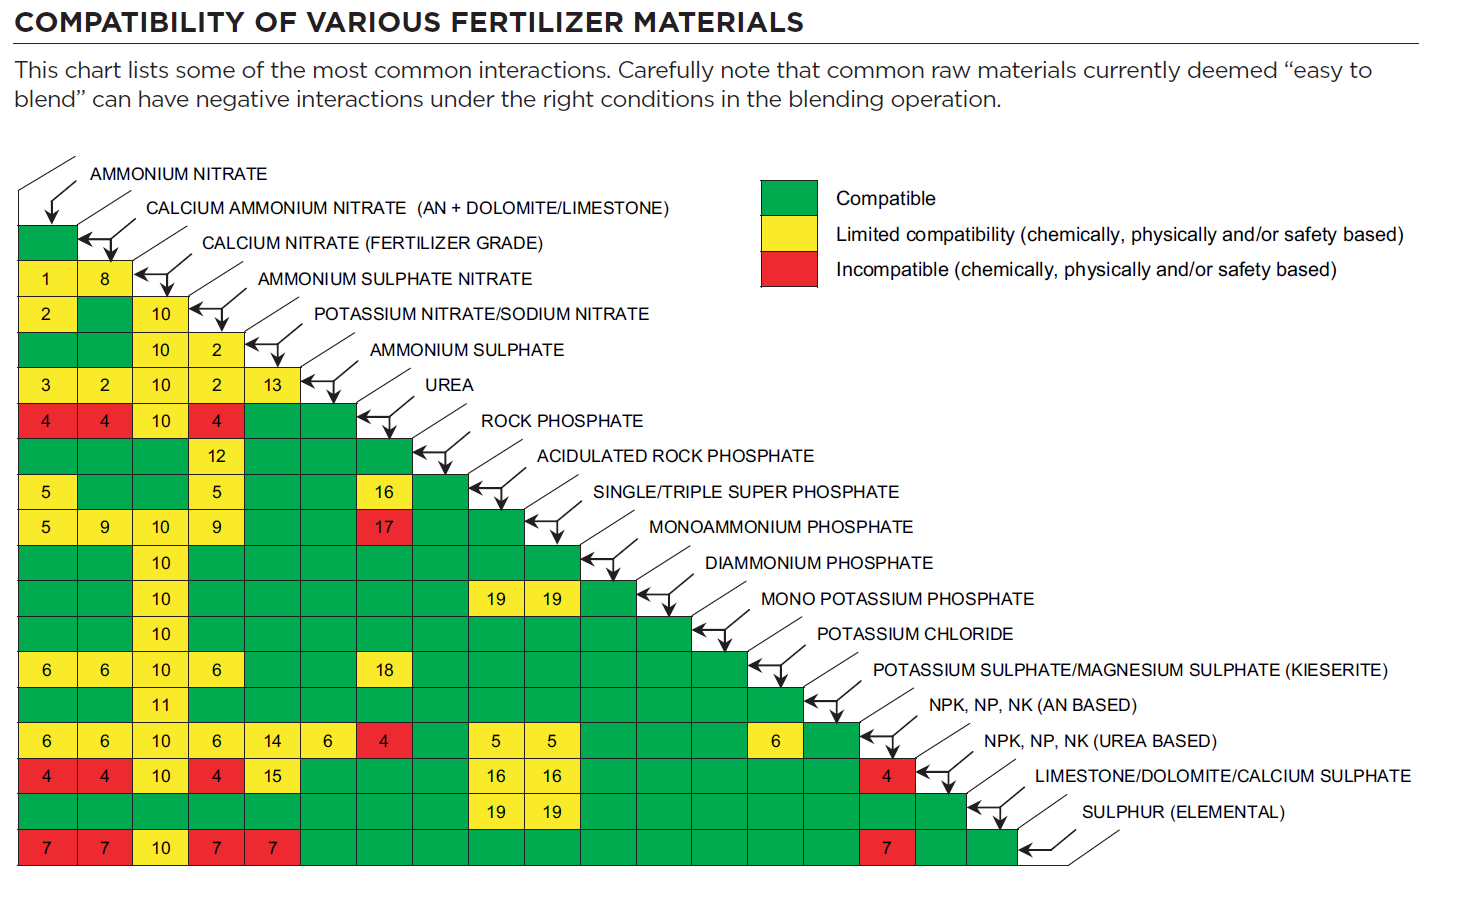 COMPATIBILITY OF VARIOUS FERTILIZER MATERIALS
This chart lists some of the most common interactions. Carefully note that common raw materials currently deemed “easy to
blend” can have negative interactions under the right conditions in the blending operation.
AMMONIUM NITRATE
Compatible
CALCIUM AMMONIUM NITRATE (AN + DOLOMITE/LIMESTONE)
Limited compatibility (chemically, physically and/or safety based)
CALCIUM NITRATE (FERTILIZER GRADE)
Incompatible (chemically, physically and/or safety based)
1 8 AMMONIUM SULPHATE NITRATE
2 10 POTASSIUM NITRATE/SODIUM NITRATE
10 2 AMMONIUM SULPHATE
3 2 10 2 13 UREA
4 4 10 4 ROCK PHOSPHATE
12 ACIDULATED ROCK PHOSPHATE
5 5 16 SINGLE/TRIPLE SUPER PHOSPHATE
5 9 10 9 17 MONOAMMONIUM PHOSPHATE
10 DIAMMONIUM PHOSPHATE
10 19 19 MONO POTASSIUM PHOSPHATE
10 POTASSIUM CHLORIDE
6 6 10 6 18 POTASSIUM SULPHATE/MAGNESIUM SULPHATE (KIESERITE)
11 NPK, NP, NK (AN BASED)
6 6 10 6 14 6 4 5 5 6 NPK, NP, NK (UREA BASED)
4 4 10 4 15 16 16 4 LIMESTONE/DOLOMITE/CALCIUM SULPHATE
19 19 SULPHUR (ELEMENTAL)
7 7 10 7 7 7